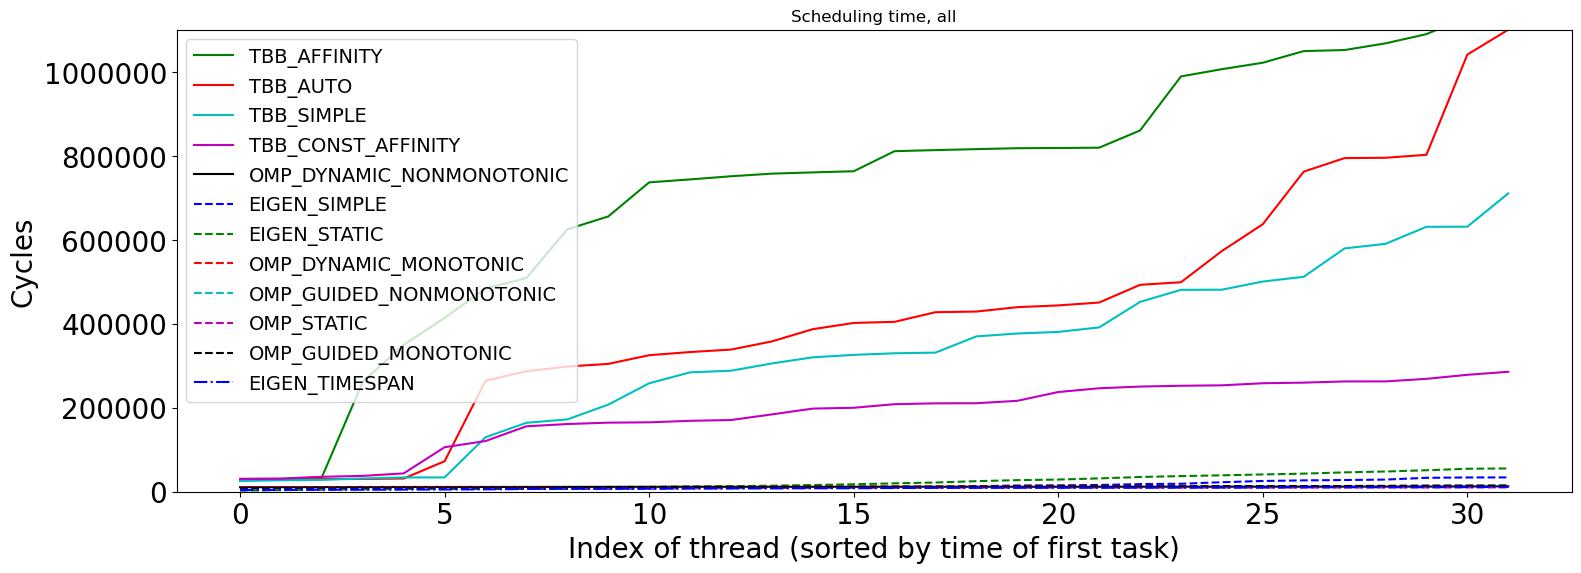 Scheduling time, all
1000000
800000
600000
400000
200000
0
Cycles
TBB_AFFINITY
TBB_AUTO
TBB_SIMPLE
TBB_CONST_AFFINITY
OMP_DYNAMIC_NONMONOTONIC
EIGEN_SIMPLE
EIGEN_STATIC
OMP_DYNAMIC_MONOTONIC
OMP_GUIDED_NONMONOTONIC
OMP_STATIC
OMP_GUIDED_MONOTONIC
EIGEN_TIMESPAN
0 5 10 15 20 25 30
Index of thread (sorted by time of first task)